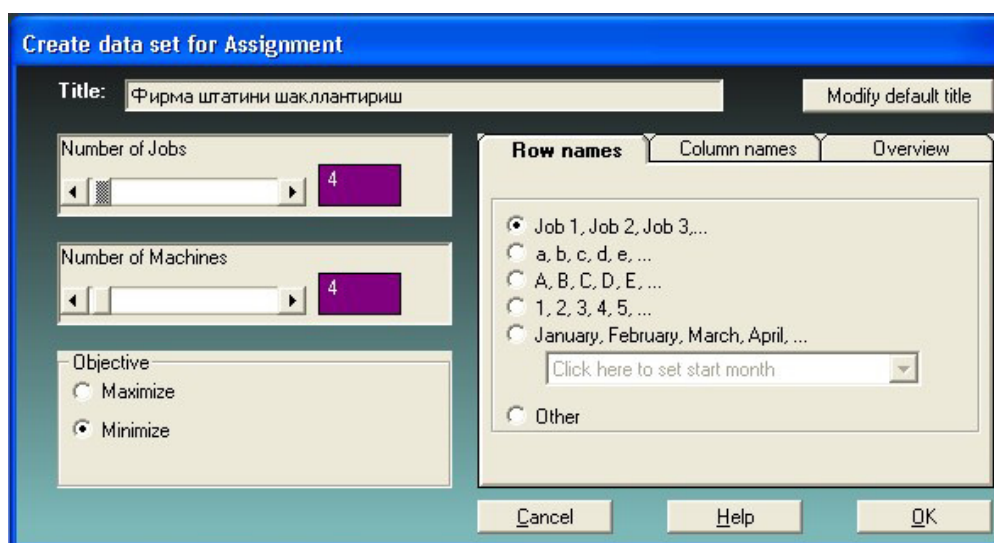 Create data set for Assignment
Title: Фирма штатини шакллантириш
Modify default title
Number of Jobs
4
Number of Machines
4
Objective
Maximize
Minimize
Row names Column names Overview
Job 1, Job 2, Job 3,...
a, b, c, d, e, ...
A, B, C, D, E, ...
1, 2, 3, 4, 5, ...
January, February, March, April, ...
Click here to set start month
Other
Cancel Help OK